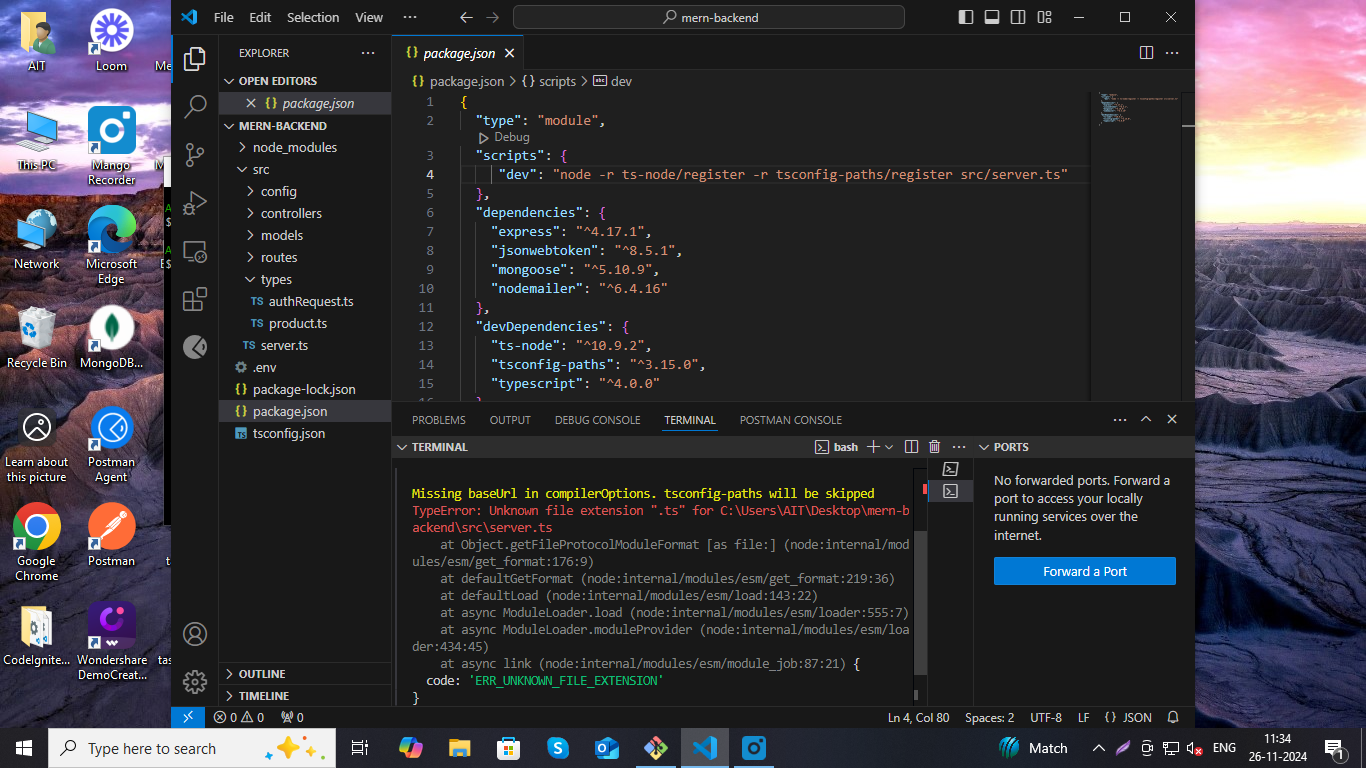 AIT
Loom
Me
This PC
Mango
Recorder
Network
Microsoft
Edge
Recycle Bin
MongoDB...
Learn about
this picture
Postman
Agent
Google
Chrome
Postman
CodeIgnite...
Wondershare
DemoCreat...
tas
File Edit Selection View ...
mern-backend
EXPLORER ...
OPEN EDITORS
package.json
MERN-BACKEND
node_modules
src
config
controllers
models
routes
types
TS authRequest.ts
TS product.ts
TS server.ts
.env
{} package-lock.json
{} package.json
TS tsconfig.json
OUTLINE
TIMELINE
{} package.json
{} package.json > {} scripts > abc dev
1 {
2 "type": "module",
Debug
3 "scripts": {
4 "dev": "node -r ts-node/register -r tsconfig-paths/register src/server.ts"
5 },
6 "dependencies": {
7 "express": "^4.17.1",
8 "jsonwebtoken": "^8.5.1",
9 "mongoose": "^5.10.9",
10 "nodemailer": "^6.4.16"
11 },
12 "devDependencies": {
13 "ts-node": "^10.9.2",
14 "tsconfig-paths": "^3.15.0",
15 "typescript": "^4.0.0"
PROBLEMS OUTPUT DEBUG CONSOLE TERMINAL POSTMAN CONSOLE
TERMINAL
bash
Missing baseUrl in compilerOptions. tsconfig-paths will be skipped
TypeError: Unknown file extension ".ts" for C:\Users\AIT\Desktop\mern-b
ackend\src\server.ts
at Object.getFileProtocolModuleFormat [as file:] (node:internal/mod
ules/esm/get_format:176:9)
at defaultGetFormat (node:internal/modules/esm/get_format:219:36)
at defaultLoad (node:internal/modules/esm/load:143:22)
at async ModuleLoader.load (node:internal/modules/esm/loader:555:7)
at async ModuleLoader.moduleProvider (node:internal/modules/esm/loa
der:434:45)
at async link (node:internal/modules/esm/module_job:87:21) {
code: 'ERR_UNKNOWN_FILE_EXTENSION'
}
PORTS
No forwarded ports. Forward a
port to access your locally
running services over the
internet.
Forward a Port
0 0 0
Ln 4, Col 80 Spaces: 2 UTF-8 LF {} JSON
Type here to search
Match
ENG
11:34
26-11-2024
1